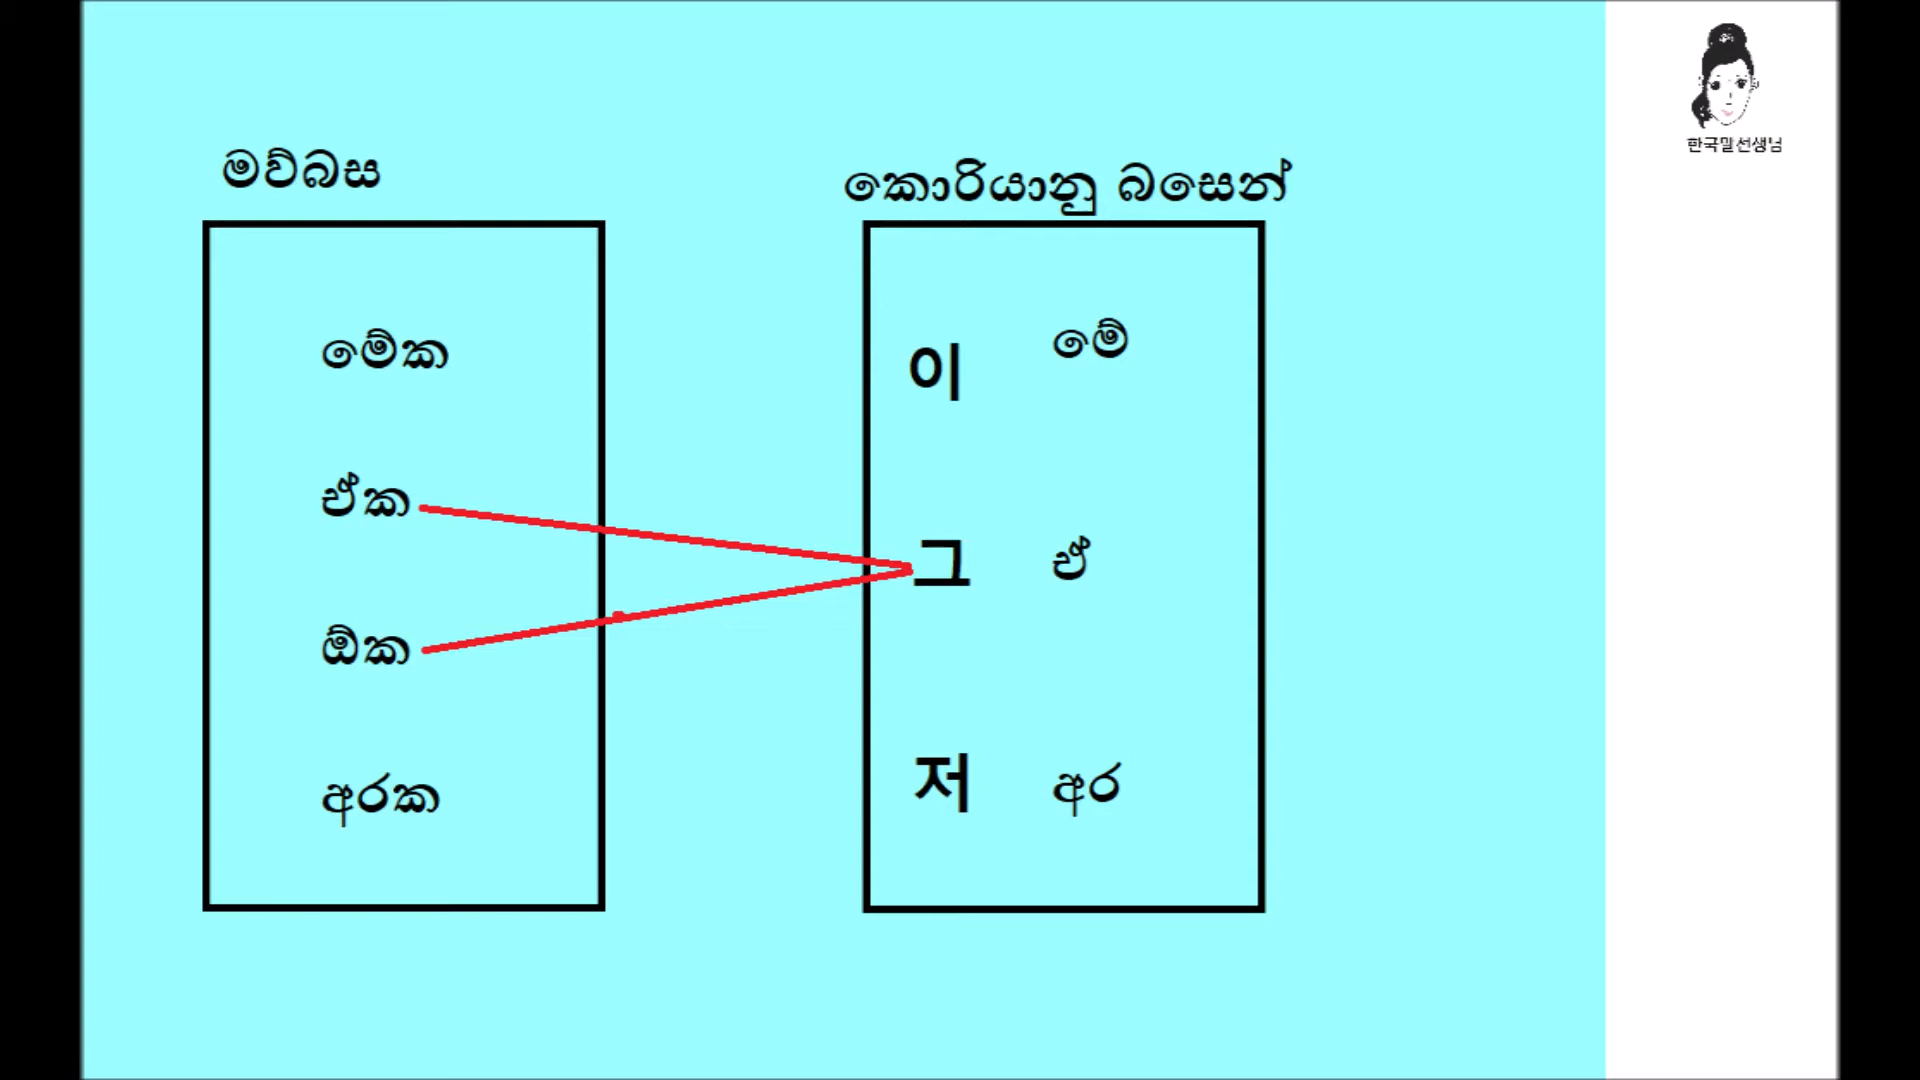 මව්බස
මේක
ඒක
ඕක
අරක
කොරියානු බසෙන්
이 මේ
그 ඒ
저 අර
한국말선생님